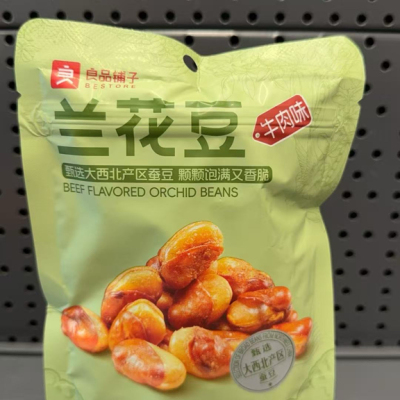 良品铺子
BESTORE
兰花豆
牛肉味
甄选大西北产区蚕豆 颗颗饱满又香脆
BEEF FLAVORED ORCHID BEANS
甄选
大西北产区
蚕豆